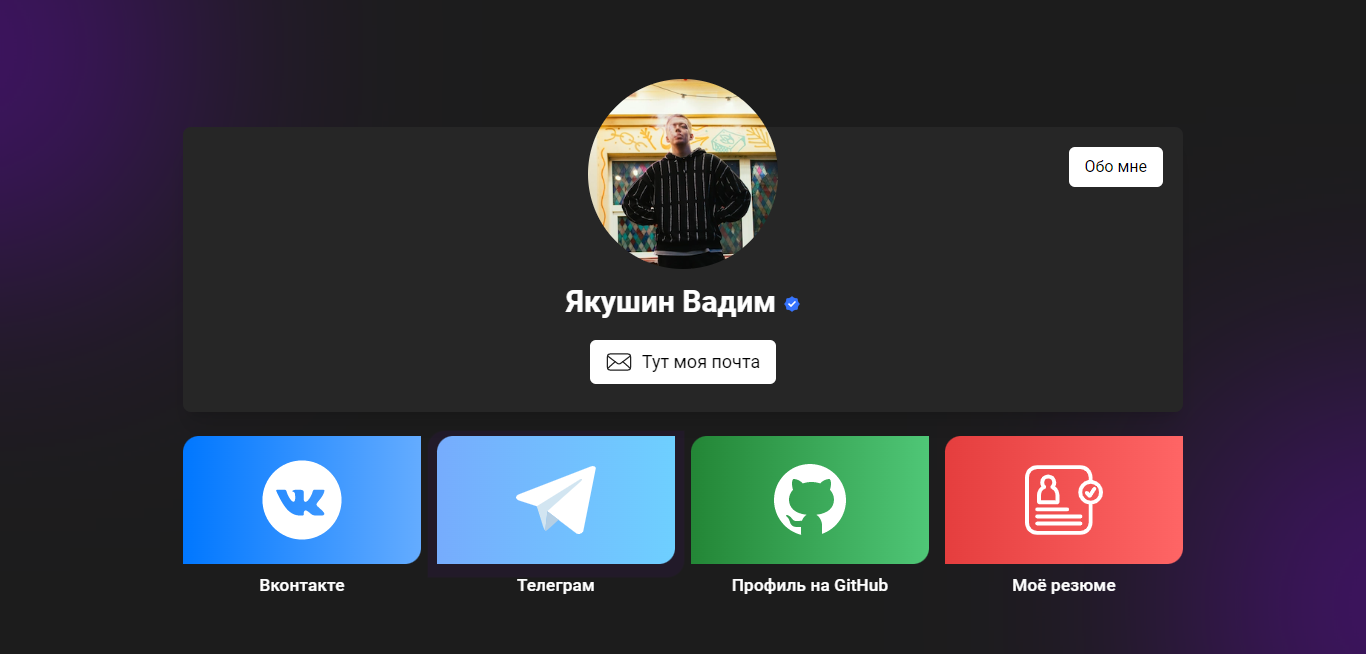 Обо мне
Якушин Вадим
Тут моя почта
Вконтакте
Телеграм
Профиль на GitHub
Моё резюме